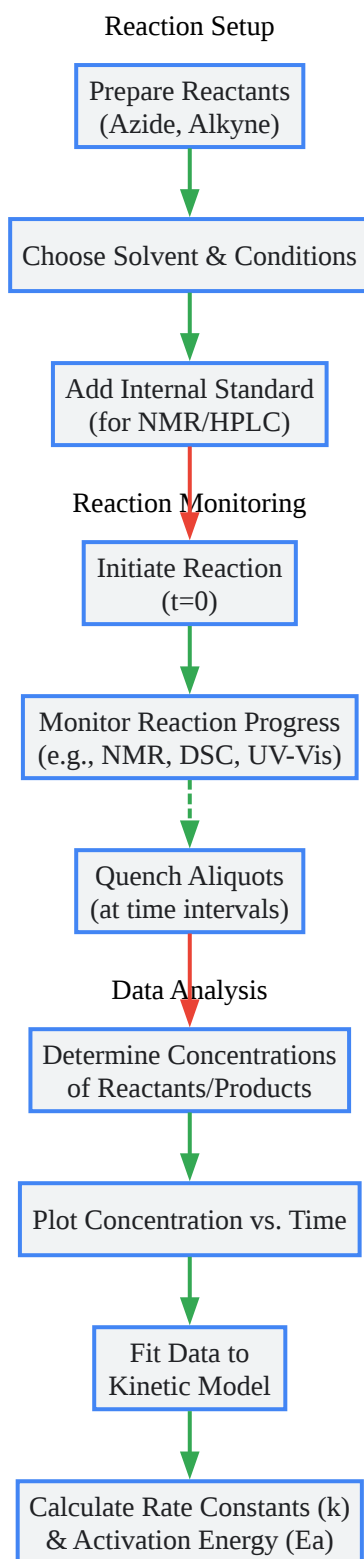 Reaction Setup
Prepare Reactants
(Azide, Alkyne)
Choose Solvent & Conditions
Add Internal Standard
(for NMR/HPLC)
Reaction Monitoring
Initiate Reaction
(t=0)
Monitor Reaction Progress
(e.g., NMR, DSC, UV-Vis)
Quench Aliquots
(at time intervals)
Data Analysis
Determine Concentrations
of Reactants/Products
Plot Concentration vs. Time
Fit Data to
Kinetic Model
Calculate Rate Constants (k)
& Activation Energy (Ea)